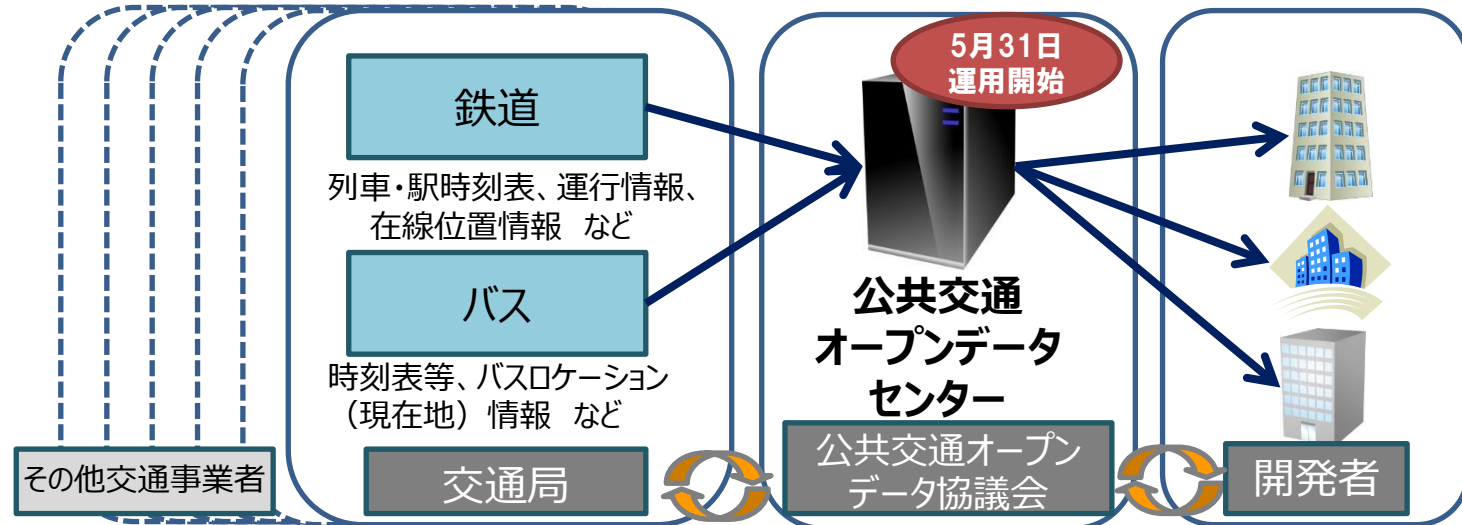 5月31日
運用開始
鉄道
列車・駅時刻表、運行情報、
在線位置情報 など
バス
時刻表等、バスロケーション
（現在地）情報 など
公共交通
オープンデータ
センター
その他交通事業者
交通局
公共交通オープン
データ協議会
開発者